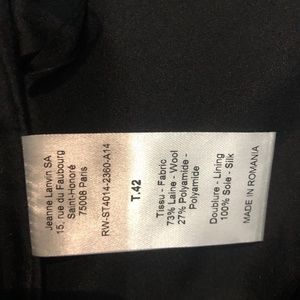 Jeanne Lanvin SA
15, rue du Faubourg
Saint-Honoré
75008 Paris
RW-ST4014-2360-A14
T.42
Tissu - Fabric
73% Laine - Wool
27% Polyamide -
Polyamide
Doublure - Lining
100% Soie - Silk
MADE IN ROMANIA